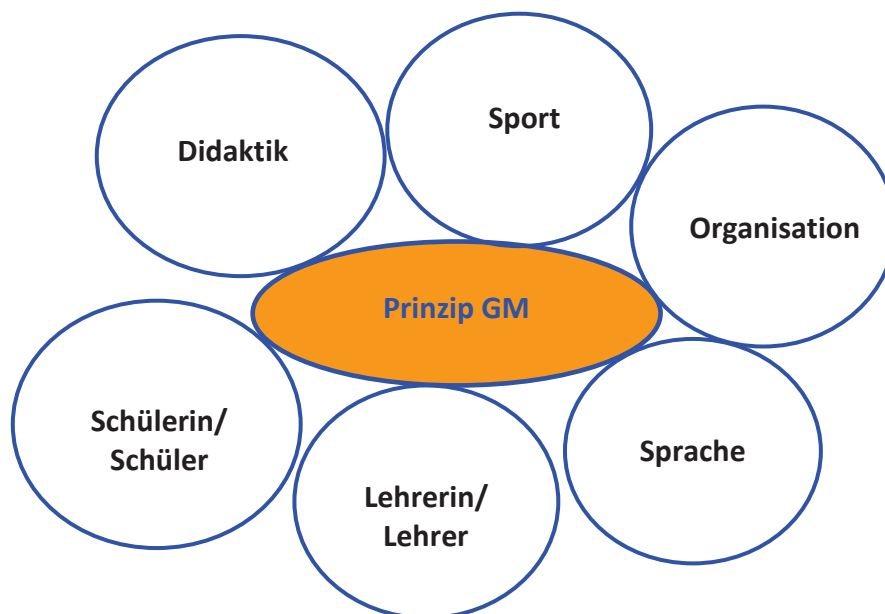 Didaktik
Sport
Organisation
Prinzip GM
Schülerin/
Schüler
Lehrerin/
Lehrer
Sprache